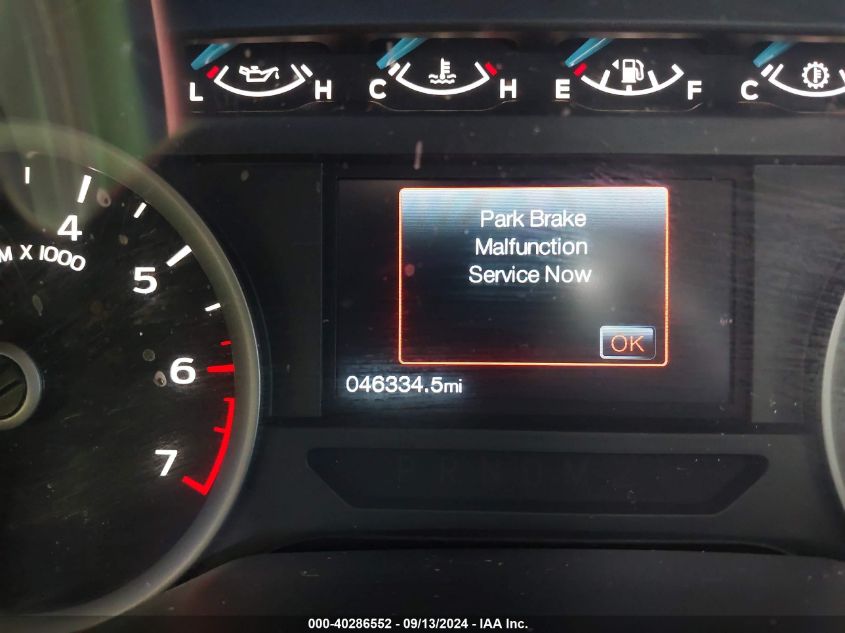 L H C H E F C
4
M X 1000
5
6
7
Park Brake
Malfunction
Service Now
OK
046334.5mi
P R N D M
000-40286552 - 09/13/2024 - IAA Inc.